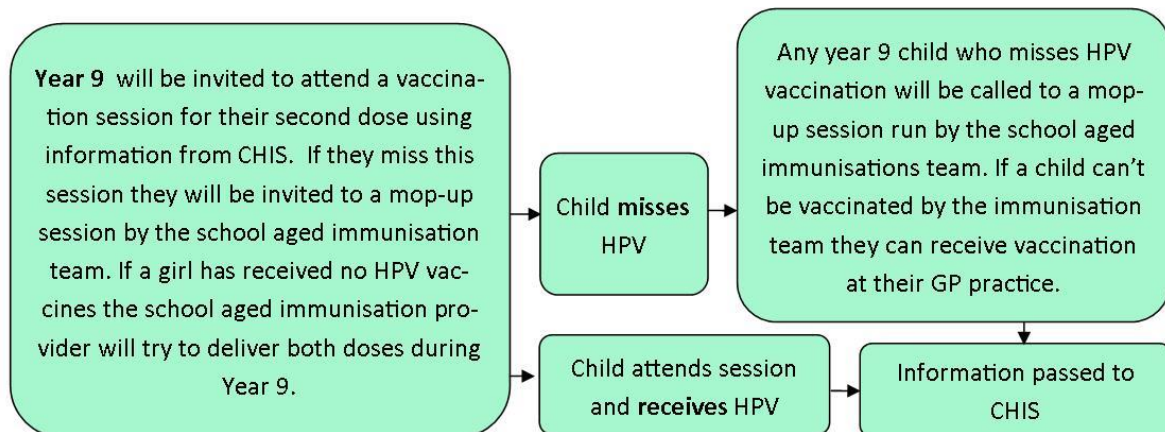 Year 9 will be invited to attend a vaccina-
tion session for their second dose using
information from CHIS. If they miss this
session they will be invited to a mop-up
session by the school aged immunisation
team. If a girl has received no HPV vac-
cines the school aged immunisation pro-
vider will try to deliver both doses during
Year 9.
Child misses
HPV
Any year 9 child who misses HPV
vaccination will be called to a mop-
up session run by the school aged
immunisations team. If a child can’t
be vaccinated by the immunisation
team they can receive vaccination
at their GP practice.
Child attends session
and receives HPV
Information passed to
CHIS